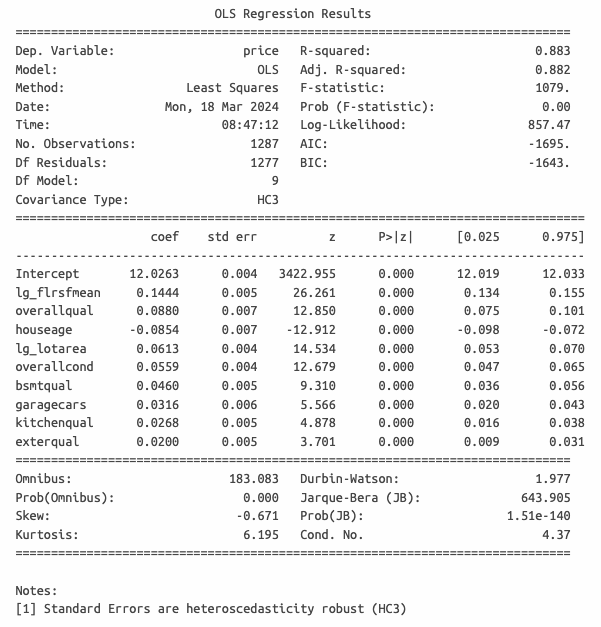 OLS Regression Results
==============================================================================
Dep. Variable: price R-squared: 0.883
Model: OLS Adj. R-squared: 0.882
Method: Least Squares F-statistic: 1079.
Date: Mon, 18 Mar 2024 Prob (F-statistic): 0.00
Time: 08:47:12 Log-Likelihood: 857.47
No. Observations: 1287 AIC: -1695.
Df Residuals: 1277 BIC: -1643.
Df Model: 9
Covariance Type: HC3
================================================================================
coef std err z P>|z| [0.025 0.975]
--------------------------------------------------------------------------------
Intercept 12.0263 0.004 3422.955 0.000 12.019 12.033
lg_flrsfmean 0.1444 0.005 26.261 0.000 0.134 0.155
overallqual 0.0880 0.007 12.850 0.000 0.075 0.101
houseage -0.0854 0.007 -12.912 0.000 -0.098 -0.072
lg_lotarea 0.0613 0.004 14.534 0.000 0.053 0.070
overallcond 0.0559 0.004 12.679 0.000 0.047 0.065
bsmtqual 0.0460 0.005 9.310 0.000 0.036 0.056
garagecars 0.0316 0.006 5.566 0.000 0.020 0.043
kitchenqual 0.0268 0.005 4.878 0.000 0.016 0.038
exterqual 0.0200 0.005 3.701 0.000 0.009 0.031
==============================================================================
Omnibus: 183.083 Durbin-Watson: 1.977
Prob(Omnibus): 0.000 Jarque-Bera (JB): 643.905
Skew: -0.671 Prob(JB): 1.51e-140
Kurtosis: 6.195 Cond. No. 4.37
==============================================================================
Notes:
[1] Standard Errors are heteroscedasticity robust (HC3)